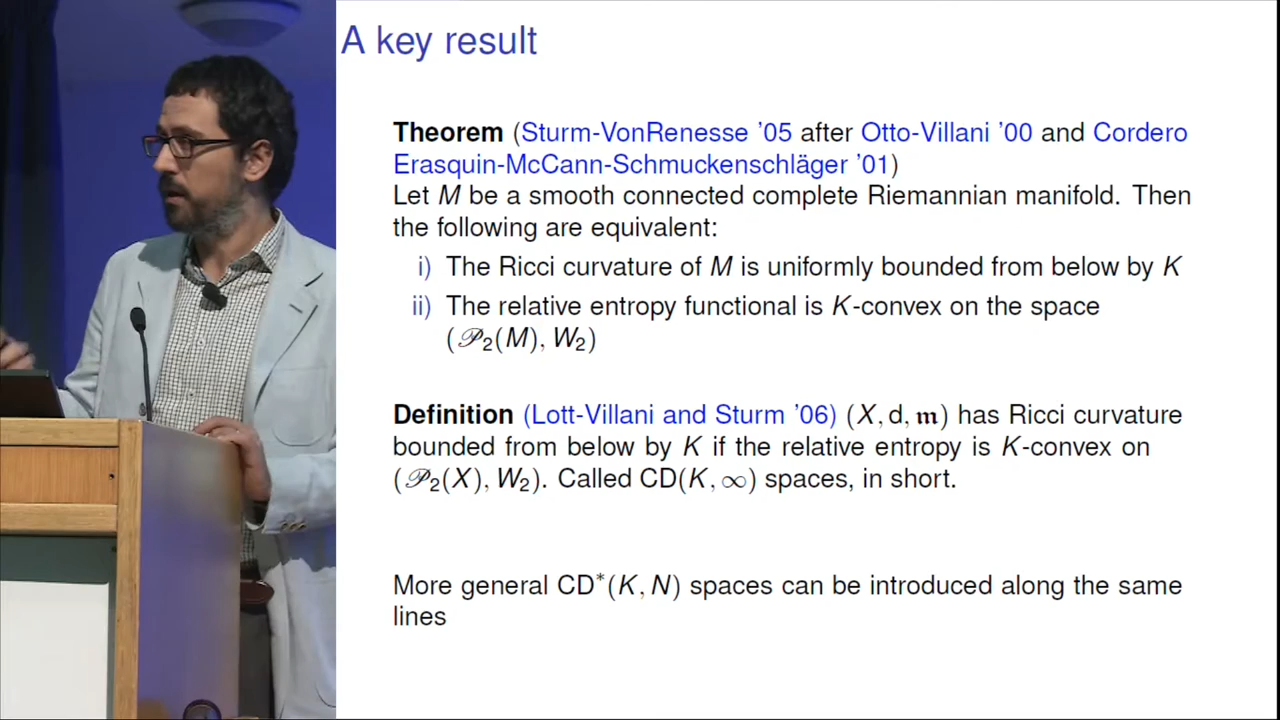 A key result
Theorem (Sturm-VonRenesse ’05 after Otto-Villani ’00 and Cordero
Erasquin-McCann-Schmuckenschläger ’01)
Let M be a smooth connected complete Riemannian manifold. Then
the following are equivalent:
i) The Ricci curvature of M is uniformly bounded from below by K
ii) The relative entropy functional is K-convex on the space
(𝒫₂(M), W₂)
Definition (Lott-Villani and Sturm ’06) (X, d, 𝔪) has Ricci curvature
bounded from below by K if the relative entropy is K-convex on
(𝒫₂(X), W₂). Called CD(K, ∞) spaces, in short.
More general CD*(K, N) spaces can be introduced along the same
lines